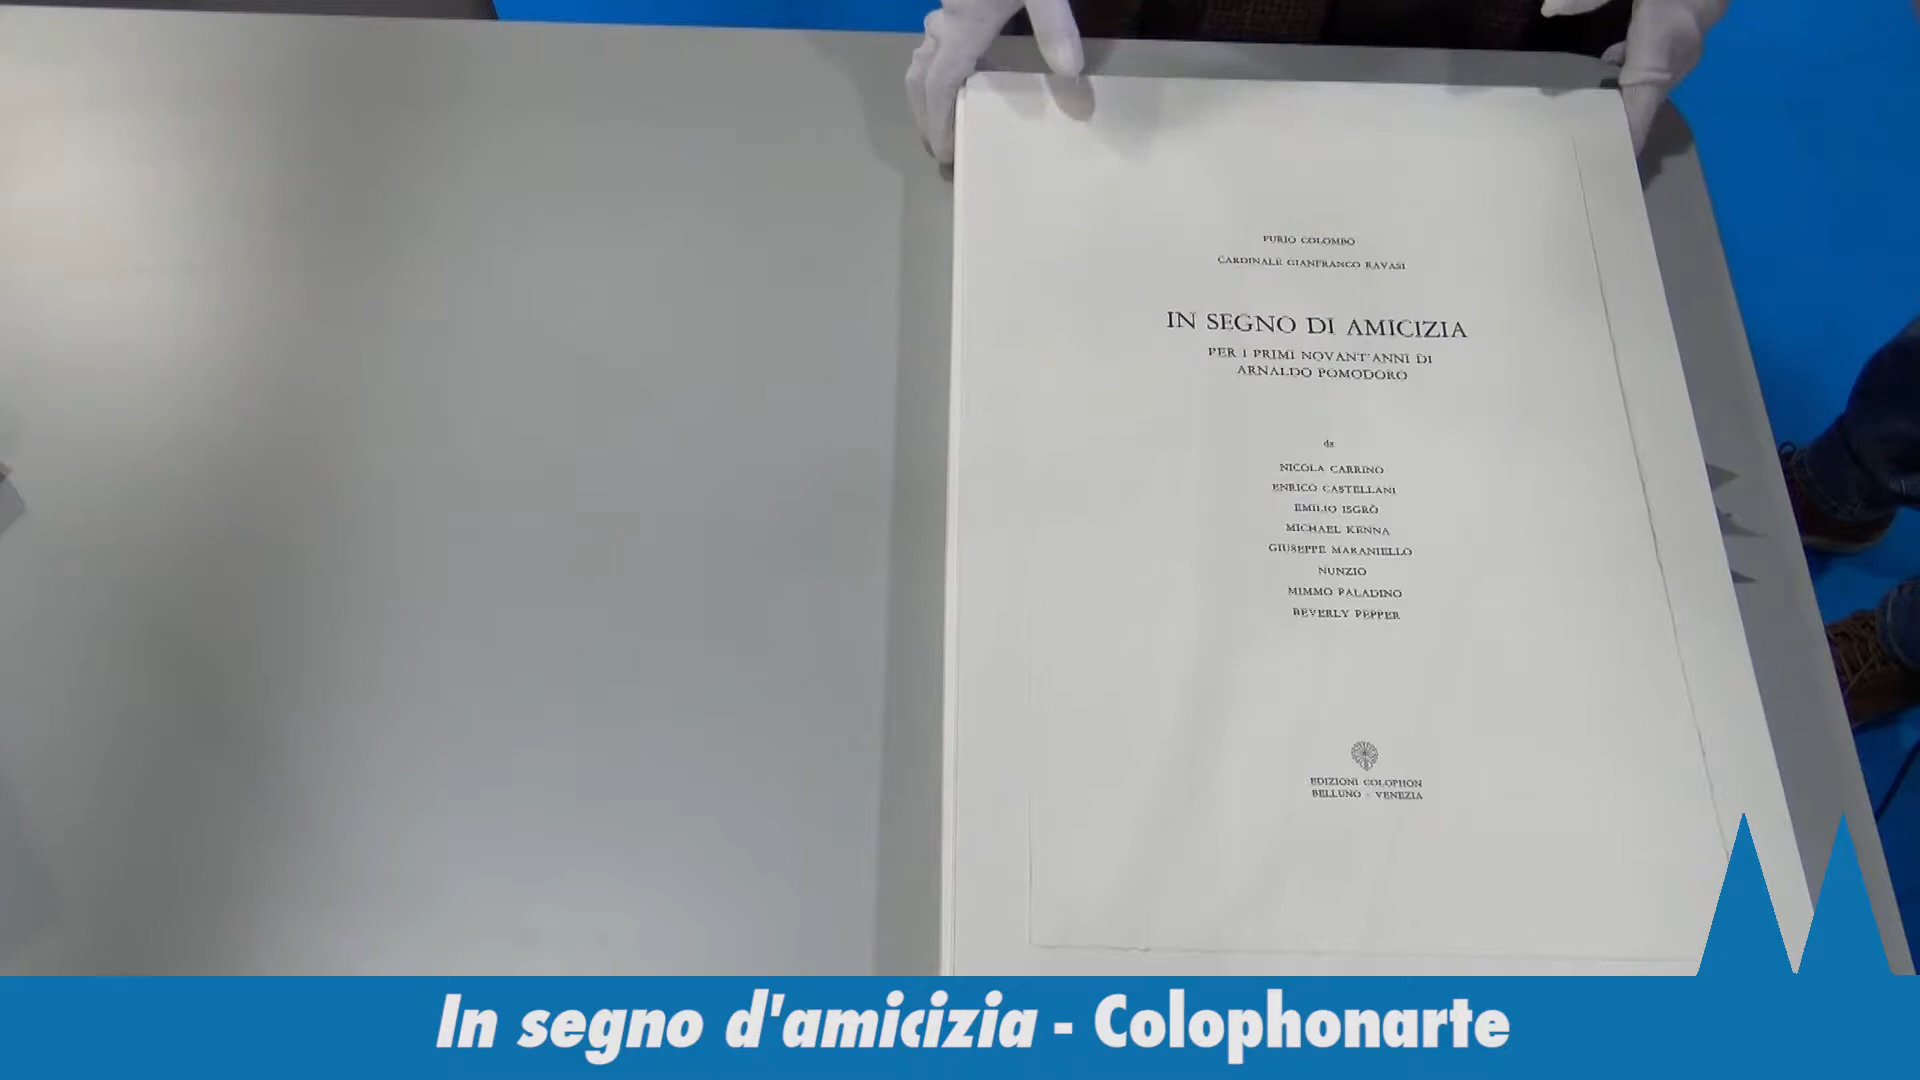 FURIO COLOMBO
CARDINALE GIANFRANCO RAVASI
IN SEGNO DI AMICIZIA
PER I PRIMI NOVANT'ANNI DI
ARNALDO POMODORO
da
NICOLA CARRINO
ENRICO CASTELLANI
EMILIO ISGRÒ
MICHAEL KENNA
GIUSEPPE MARANIELLO
NUNZIO
MIMMO PALADINO
BEVERLY PEPPER
EDIZIONI COLOPHON
BELLUNO - VENEZIA
In segno d'amicizia - Colophonarte